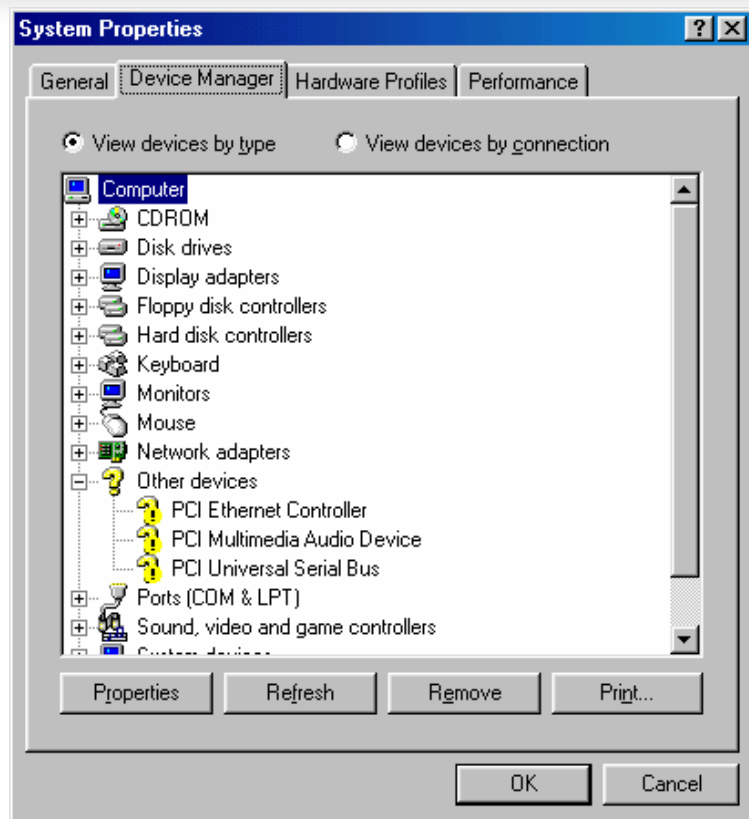 System Properties
General Device Manager Hardware Profiles Performance
View devices by type View devices by connection
Computer
CDROM
Disk drives
Display adapters
Floppy disk controllers
Hard disk controllers
Keyboard
Monitors
Mouse
Network adapters
Other devices
PCI Ethernet Controller
PCI Multimedia Audio Device
PCI Universal Serial Bus
Ports (COM & LPT)
Sound, video and game controllers
System devices
Properties Refresh Remove Print...
OK Cancel